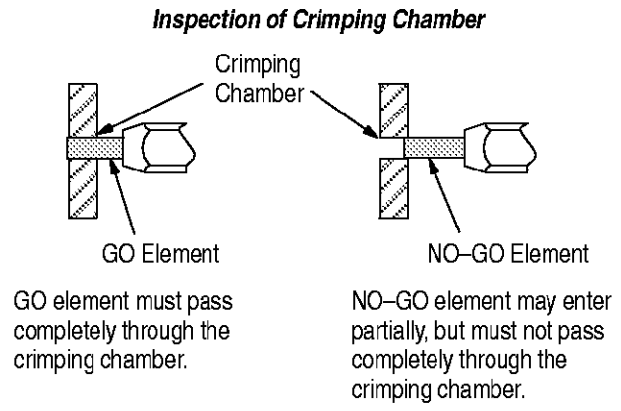 Inspection of Crimping Chamber
Crimping
Chamber
GO Element
NO–GO Element
GO element must pass
completely through the
crimping chamber.
NO–GO element may enter
partially, but must not pass
completely through the
crimping chamber.